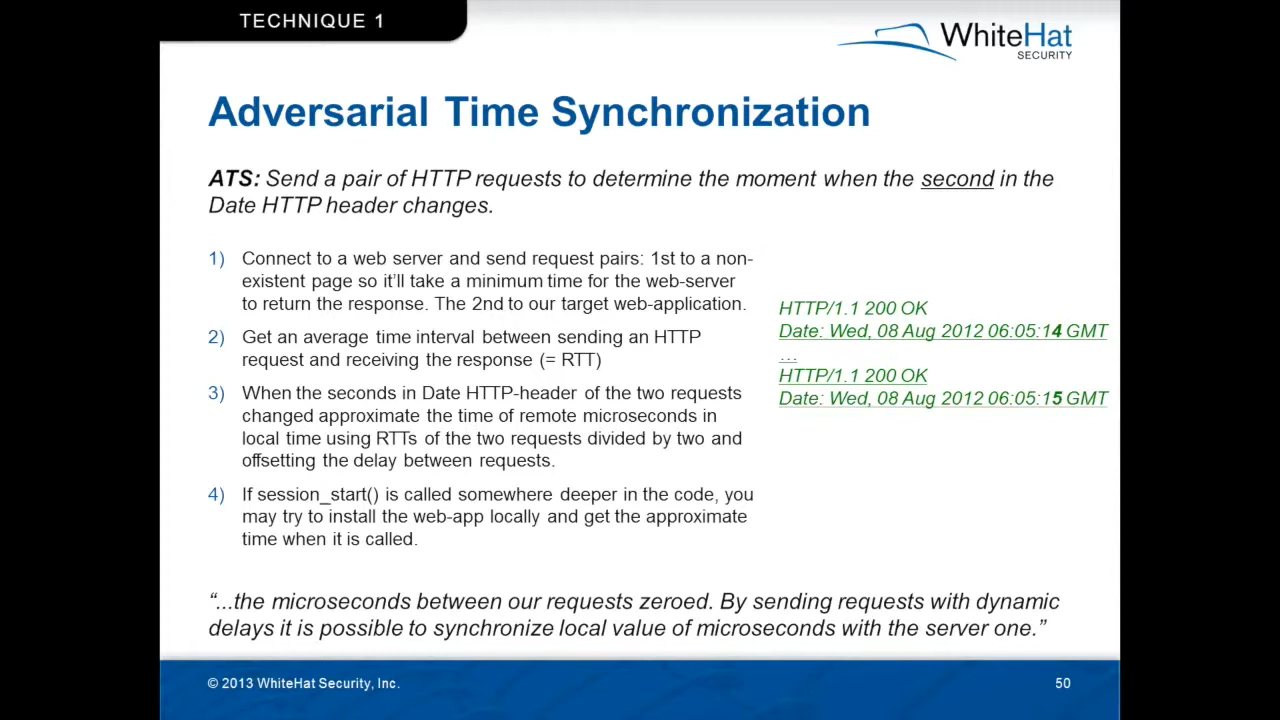 TECHNIQUE 1
WhiteHat
SECURITY
Adversarial Time Synchronization
ATS: Send a pair of HTTP requests to determine the moment when the second in the
Date HTTP header changes.
1) Connect to a web server and send request pairs: 1st to a non-
existent page so it’ll take a minimum time for the web-server
to return the response. The 2nd to our target web-application.
2) Get an average time interval between sending an HTTP
request and receiving the response (= RTT)
3) When the seconds in Date HTTP-header of the two requests
changed approximate the time of remote microseconds in
local time using RTTs of the two requests divided by two and
offsetting the delay between requests.
4) If session_start() is called somewhere deeper in the code, you
may try to install the web-app locally and get the approximate
time when it is called.
HTTP/1.1 200 OK
Date: Wed, 08 Aug 2012 06:05:14 GMT
...
HTTP/1.1 200 OK
Date: Wed, 08 Aug 2012 06:05:15 GMT
“...the microseconds between our requests zeroed. By sending requests with dynamic
delays it is possible to synchronize local value of microseconds with the server one.”
© 2013 WhiteHat Security, Inc.
50